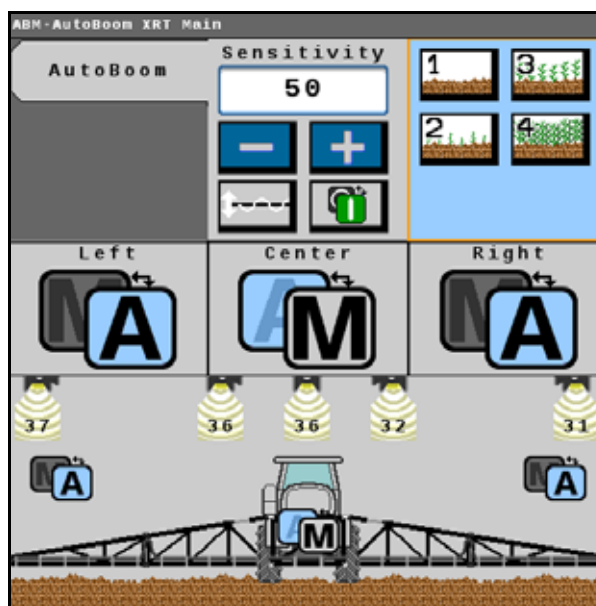 ABM-AutoBoom XRT Main
AutoBoom
Sensitivity
50
1
3
2
4
Left
Center
Right
M A
A M
M A
37
36
36
32
31
M A
A M
M A